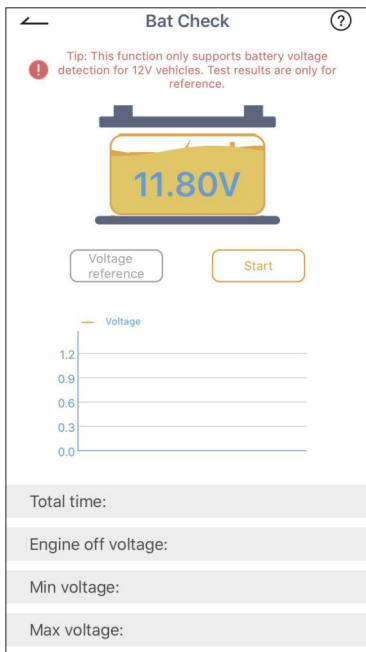 Bat Check
?
!
Tip: This function only supports battery voltage
detection for 12V vehicles. Test results are only for
reference.
11.80V
Voltage
reference
Start
Voltage
1.2
0.9
0.6
0.3
0.0
Total time:
Engine off voltage:
Min voltage:
Max voltage: